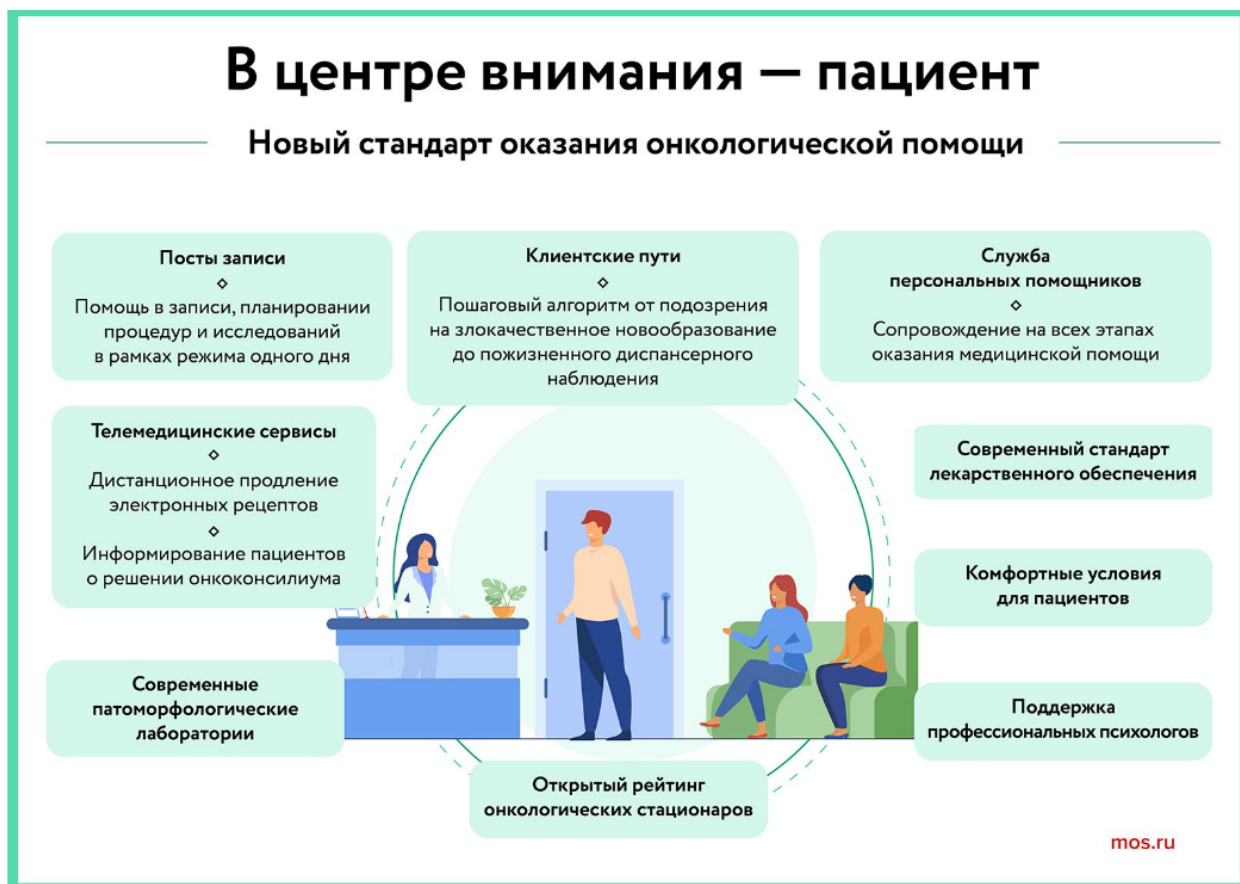 В центре внимания — пациент
Новый стандарт оказания онкологической помощи
Посты записи
Помощь в записи, планировании
процедур и исследований
в рамках режима одного дня
Клиентские пути
Пошаговый алгоритм от подозрения
на злокачественное новообразование
до пожизненного диспансерного
наблюдения
Служба
персональных помощников
Сопровождение на всех этапах
оказания медицинской помощи
Телемедицинские сервисы
Дистанционное продление
электронных рецептов
Информирование пациентов
о решении онкоконсилиума
Современный стандарт
лекарственного обеспечения
Комфортные условия
для пациентов
Современные
патоморфологические
лаборатории
Поддержка
профессиональных психологов
Открытый рейтинг
онкологических стационаров
mos.ru